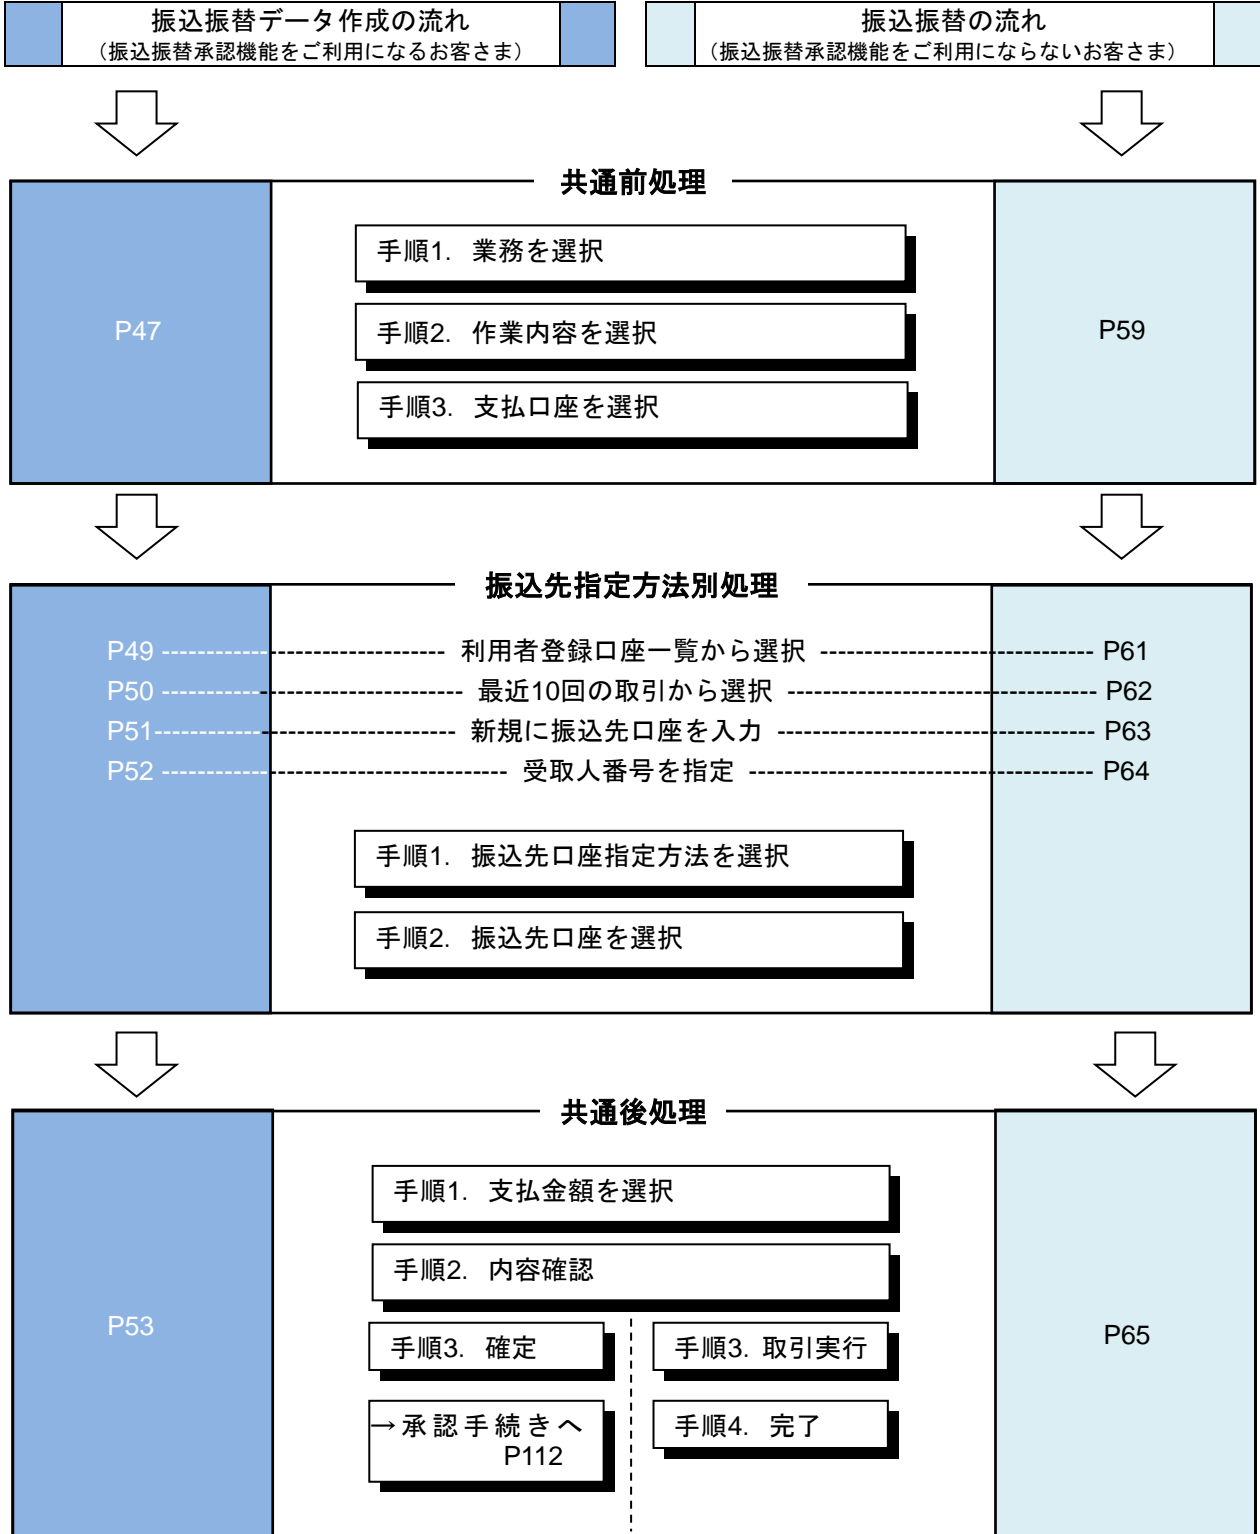 振込振替データ作成の流れ
（振込振替承認機能をご利用になるお客さま）
振込振替の流れ
（振込振替承認機能をご利用にならないお客さま）
共通前処理
手順1. 業務を選択
手順2. 作業内容を選択
手順3. 支払口座を選択
P47
P59
振込先指定方法別処理
P49 利用者登録口座一覧から選択 P61
P50 最近10回の取引から選択 P62
P51 新規に振込先口座を入力 P63
P52 受取人番号を指定 P64
手順1. 振込先口座指定方法を選択
手順2. 振込先口座を選択
共通後処理
手順1. 支払金額を選択
手順2. 内容確認
P53
P65
手順3. 確定
手順3. 取引実行
→承認手続きへ
P112
手順4. 完了